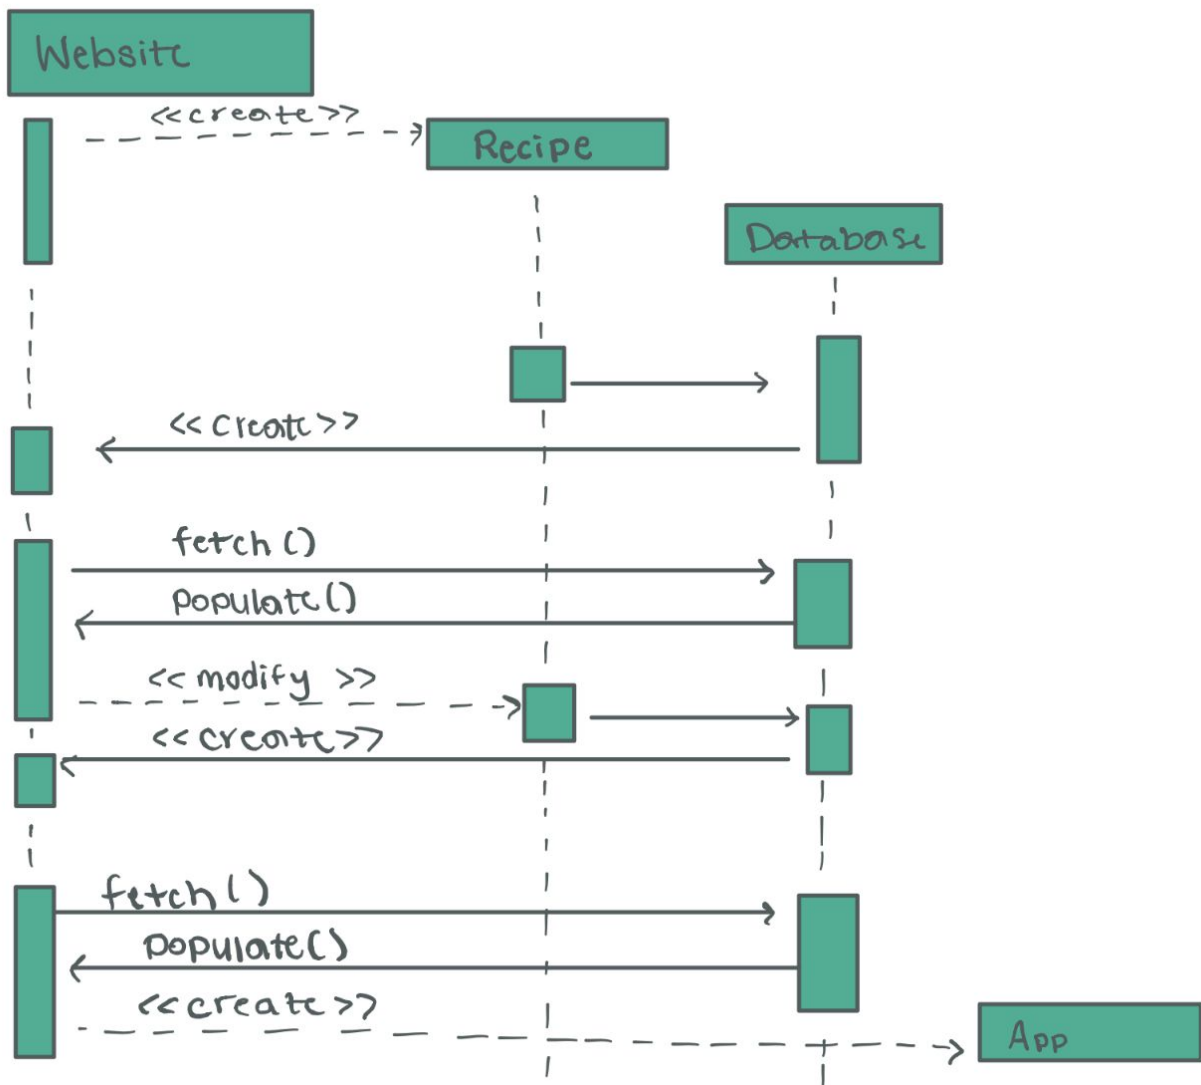 Website
<<create>>
Recipe
Database
<<create>>
fetch()
populate()
<<modify >>
<<create>>
fetch()
populate()
<<create>>
App